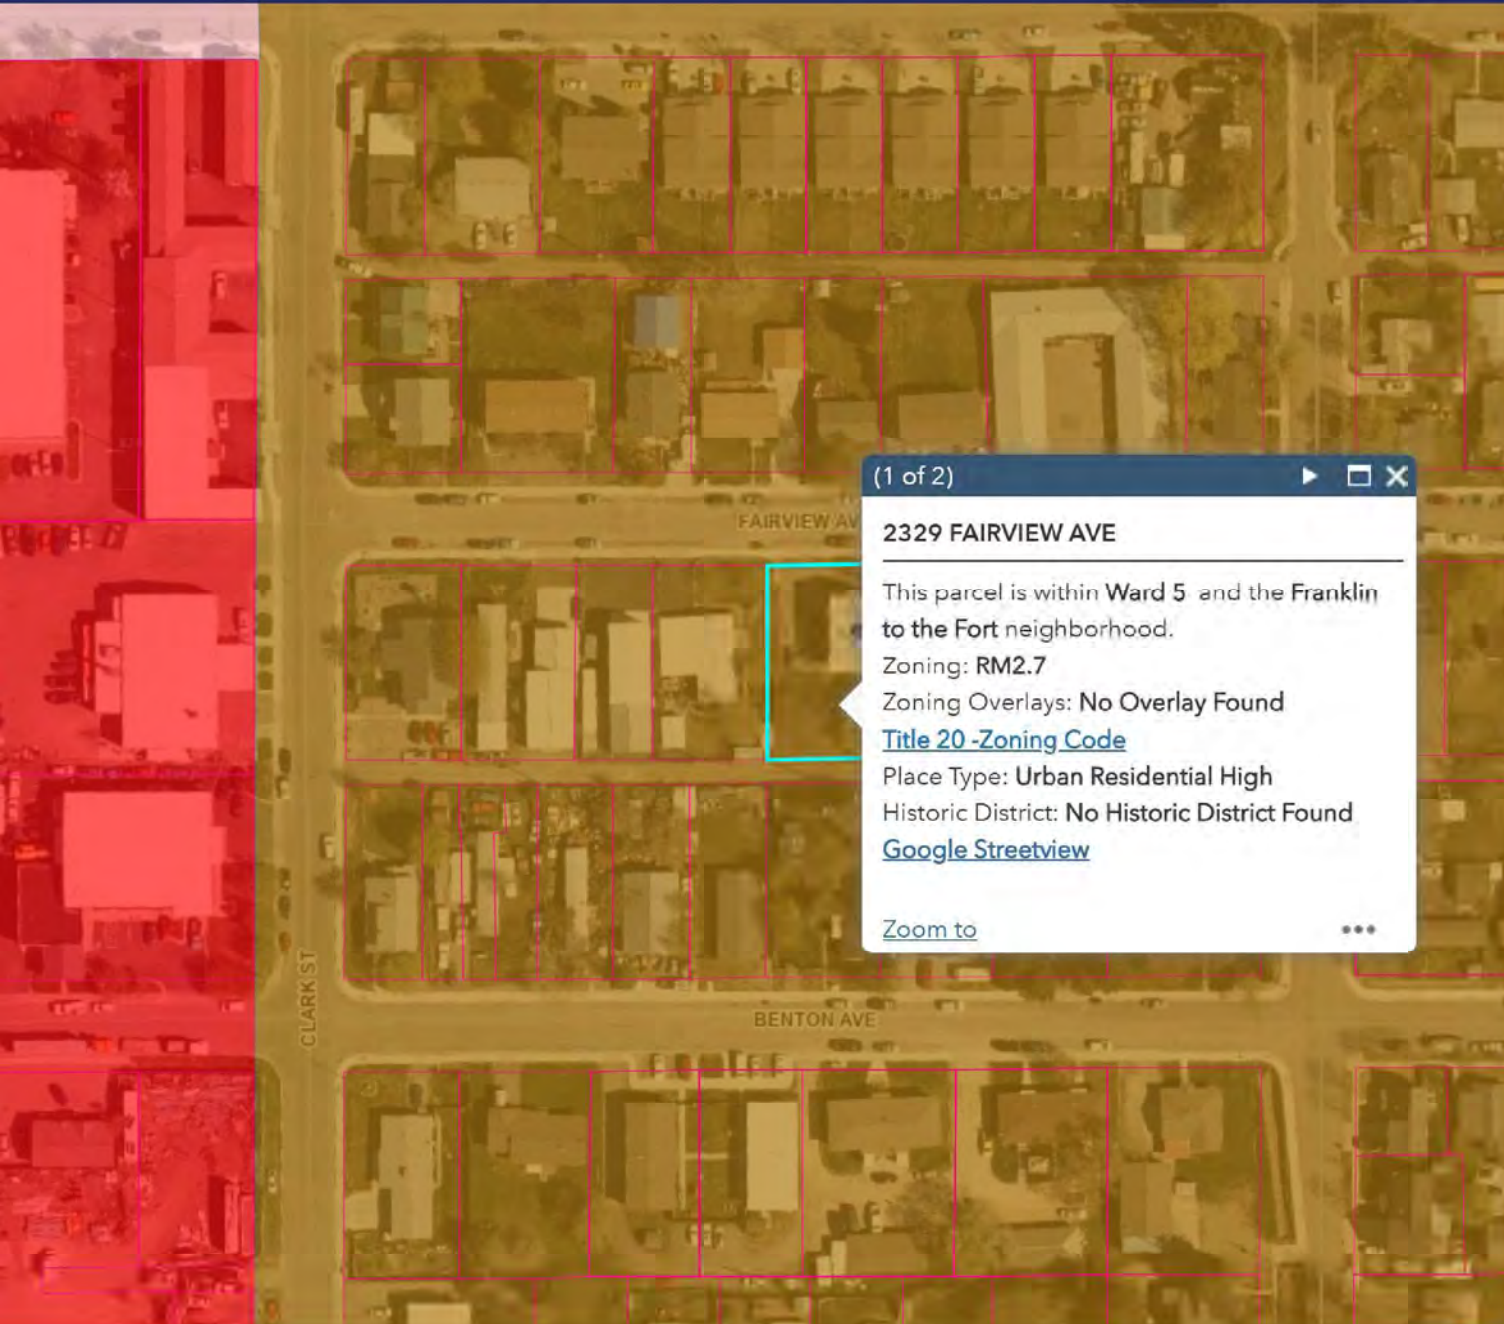 (1 of 2)
FAIRVIEW AV
2329 FAIRVIEW AVE
This parcel is within Ward 5 and the Franklin
to the Fort neighborhood.
Zoning: RM2.7
Zoning Overlays: No Overlay Found
Title 20 -Zoning Code
Place Type: Urban Residential High
Historic District: No Historic District Found
Google Streetview
Zoom to
CLARK ST
BENTON AVE